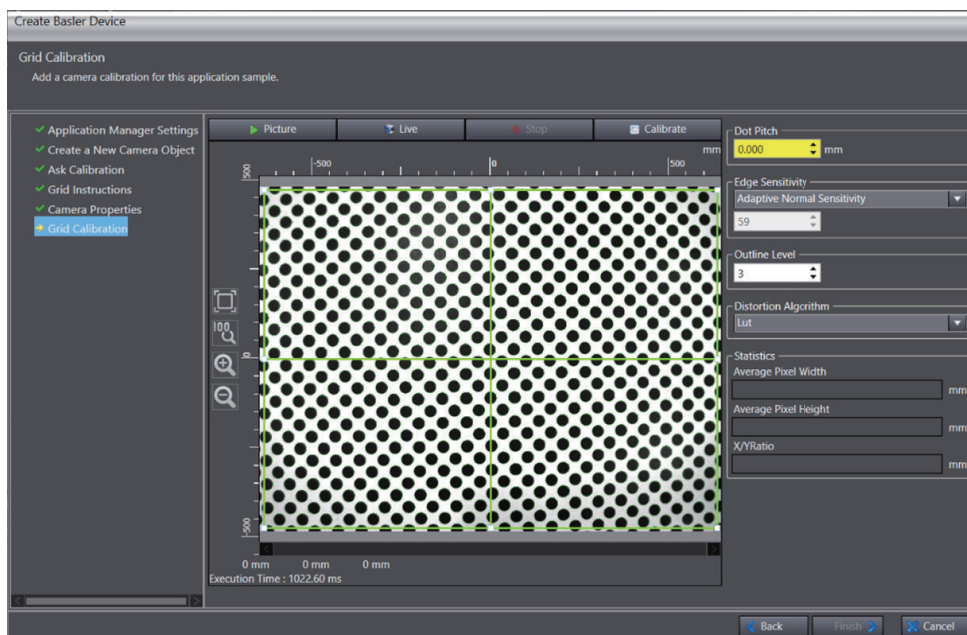 Create Basler Device
Grid Calibration
Add a camera calibration for this application sample.
Application Manager Settings
Create a New Camera Object
Ask Calibration
Grid Instructions
Camera Properties
Grid Calibration
Picture
Live
Stop
Calibrate
mm
-500
0
500
500
0
-500
0 mm
0 mm
0 mm
Execution Time : 1022.60 ms
100
Dot Pitch
0.000
mm
Edge Sensitivity
Adaptive Normal Sensitivity
59
Outline Level
3
Distortion Algorithm
Lut
Statistics
Average Pixel Width
mm
Average Pixel Height
mm
X/YRatio
mm
Back
Finish
Cancel